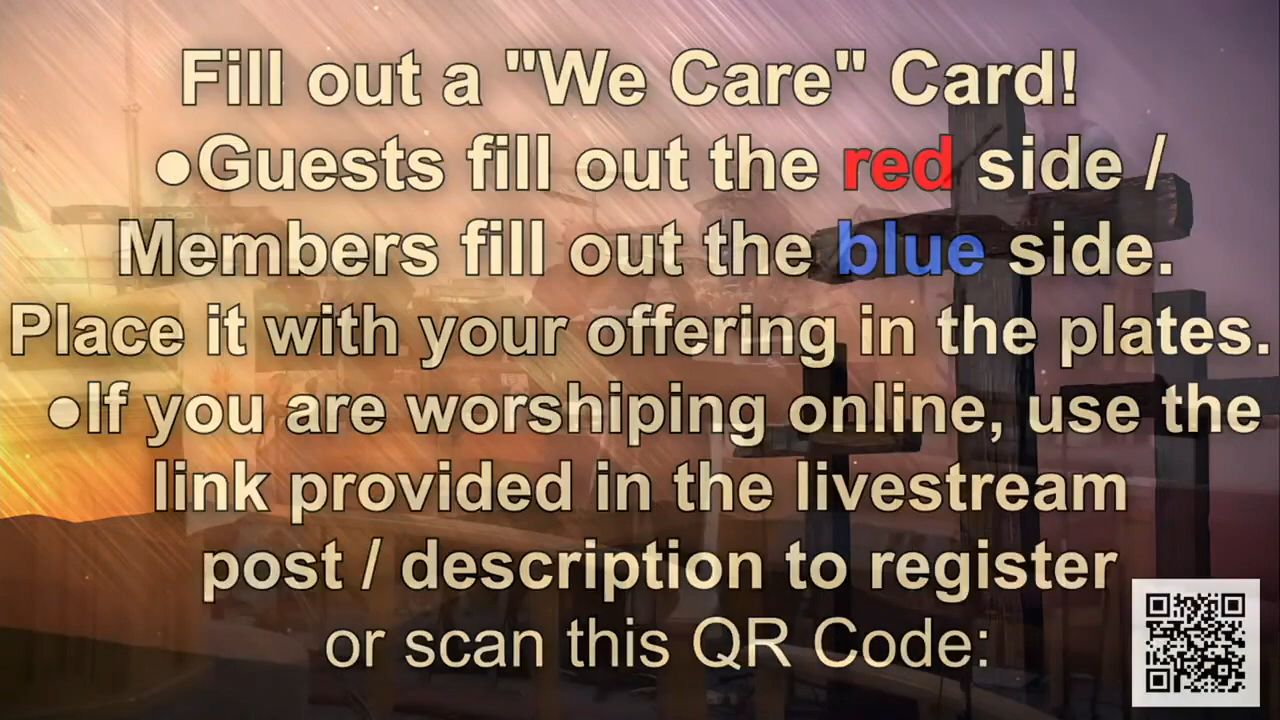 Fill out a "We Care" Card!
●Guests fill out the red side /
Members fill out the blue side.
Place it with your offering in the plates.
●If you are worshiping online, use the
link provided in the livestream
post / description to register
or scan this QR Code: